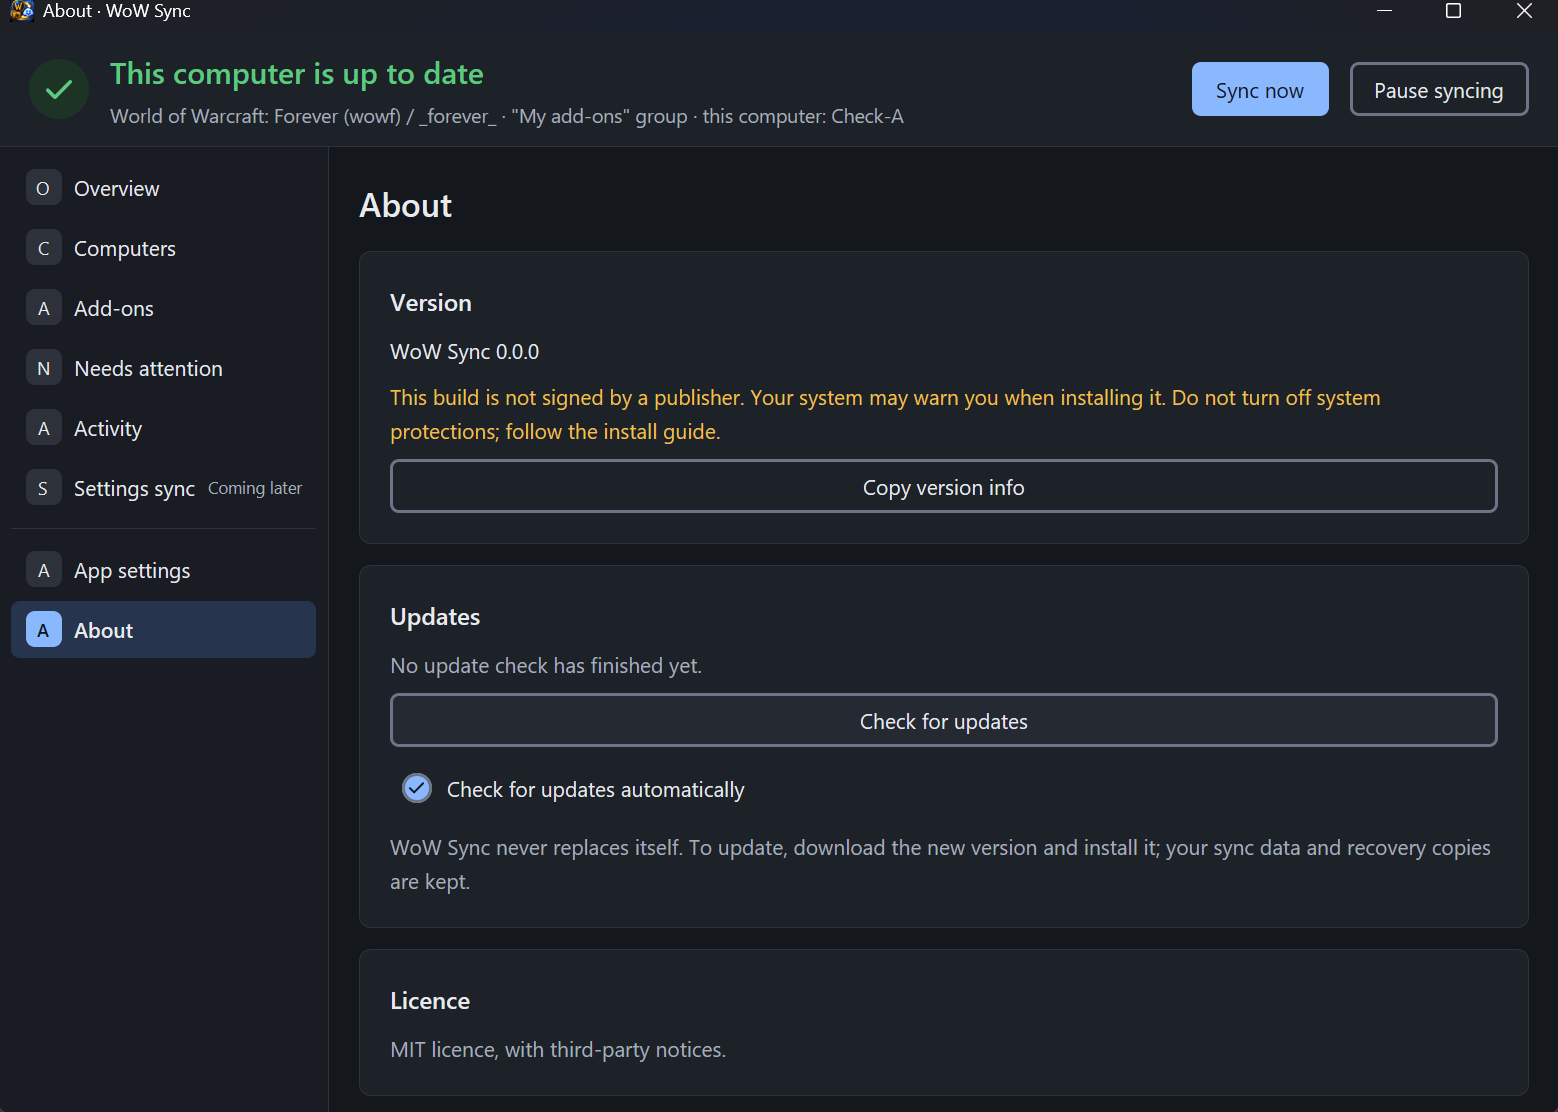 About · WoW Sync
This computer is up to date
World of Warcraft: Forever (wowf) / _forever_ · "My add-ons" group · this computer: Check-A
Sync now
Pause syncing
O Overview
C Computers
A Add-ons
N Needs attention
A Activity
S Settings sync Coming later
A App settings
A About
About
Version
WoW Sync 0.0.0
This build is not signed by a publisher. Your system may warn you when installing it. Do not turn off system
protections; follow the install guide.
Copy version info
Updates
No update check has finished yet.
Check for updates
Check for updates automatically
WoW Sync never replaces itself. To update, download the new version and install it; your sync data and recovery copies
are kept.
Licence
MIT licence, with third-party notices.